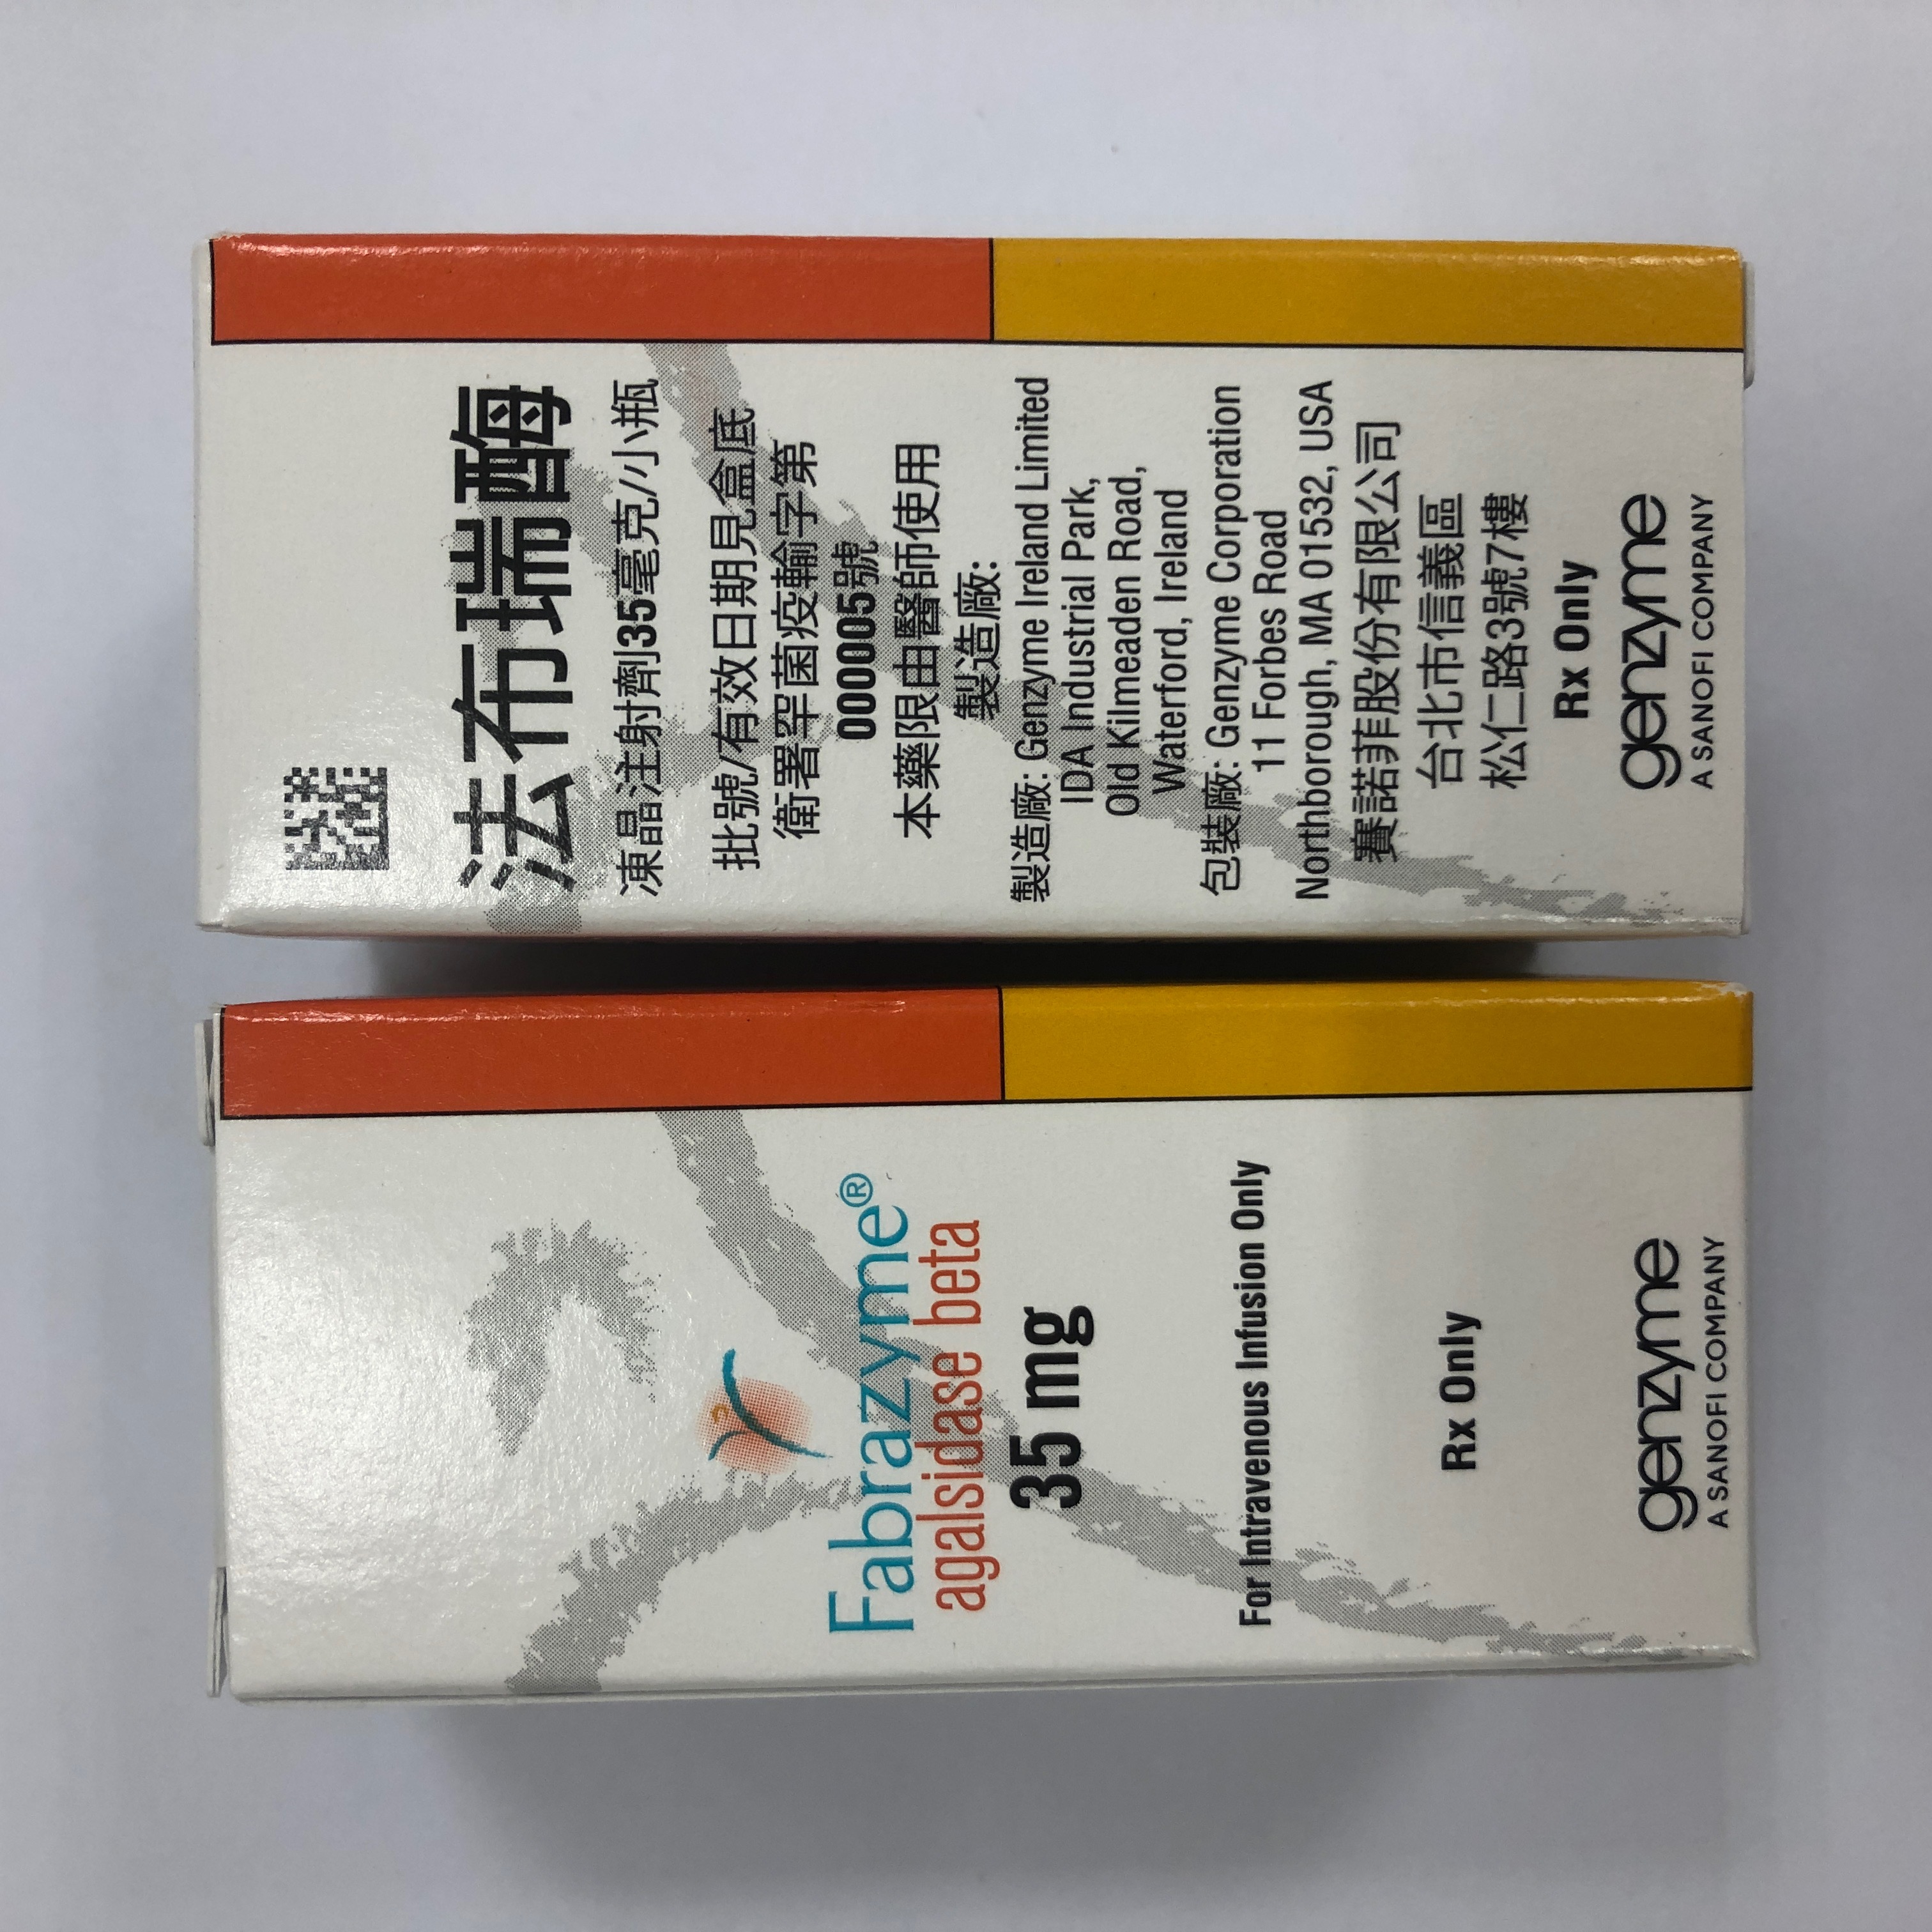 法布瑞酶
凍晶注射劑35毫克/小瓶
批號/有效日期見盒底
衛署罕菌疫輸字第
000005號
本藥限由醫師使用
製造廠:
製造廠: Genzyme Ireland Limited
IDA Industrial Park,
Old Kilmeaden Road,
Waterford, Ireland
包裝廠: Genzyme Corporation
11 Forbes Road
Northborough, MA 01532, USA
賽諾菲股份有限公司
台北市信義區
松仁路3號7樓
Rx Only
genzyme
A SANOFI COMPANY
Fabrazyme®
agalsidase beta
35 mg
For Intravenous Infusion Only
Rx Only
genzyme
A SANOFI COMPANY